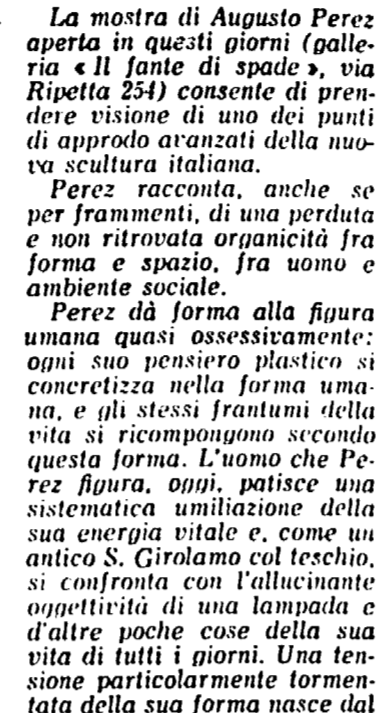 La mostra di Augusto Perez
aperta in questi giorni (galle-
ria « Il fante di spade », via
Ripetta 254) consente di pren-
dere visione di uno dei punti
di approdo avanzati della nuo-
va scultura italiana.
Perez racconta, anche se
per frammenti, di una perduta
e non ritrovata organicità fra
forma e spazio, fra uomo e
ambiente sociale.
Perez dà forma alla figura
umana quasi ossessivamente:
ogni suo pensiero plastico si
concretizza nella forma uma-
na, e gli stessi frantumi della
vita si ricompongono secondo
questa forma. L'uomo che Pe-
rez figura, oggi, patisce una
sistematica umiliazione della
sua energia vitale e, come un
antico S. Girolamo col teschio,
si confronta con l'allucinante
oggettività di una lampada e
d'altre poche cose della sua
vita di tutti i giorni. Una ten-
sione particolarmente tormen-
tata della sua forma nasce dal